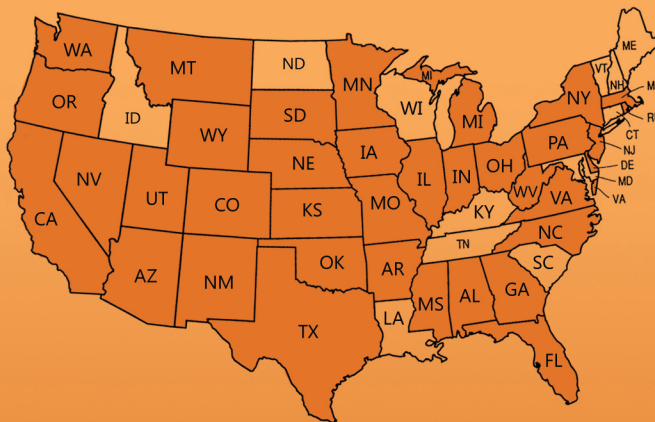 ME
WA
MT
ND
VT
NH
MN
MI
M
OR
ID
WI
NY
SD
WY
MI
RI
CT
PA
NJ
IA
NE
OH
DE
NV
IL
IN
MD
UT
WV
VA
VA
CO
MO
KS
CA
KY
NC
TN
OK
SC
AZ
AR
NM
GA
MS
AL
LA
TX
FL